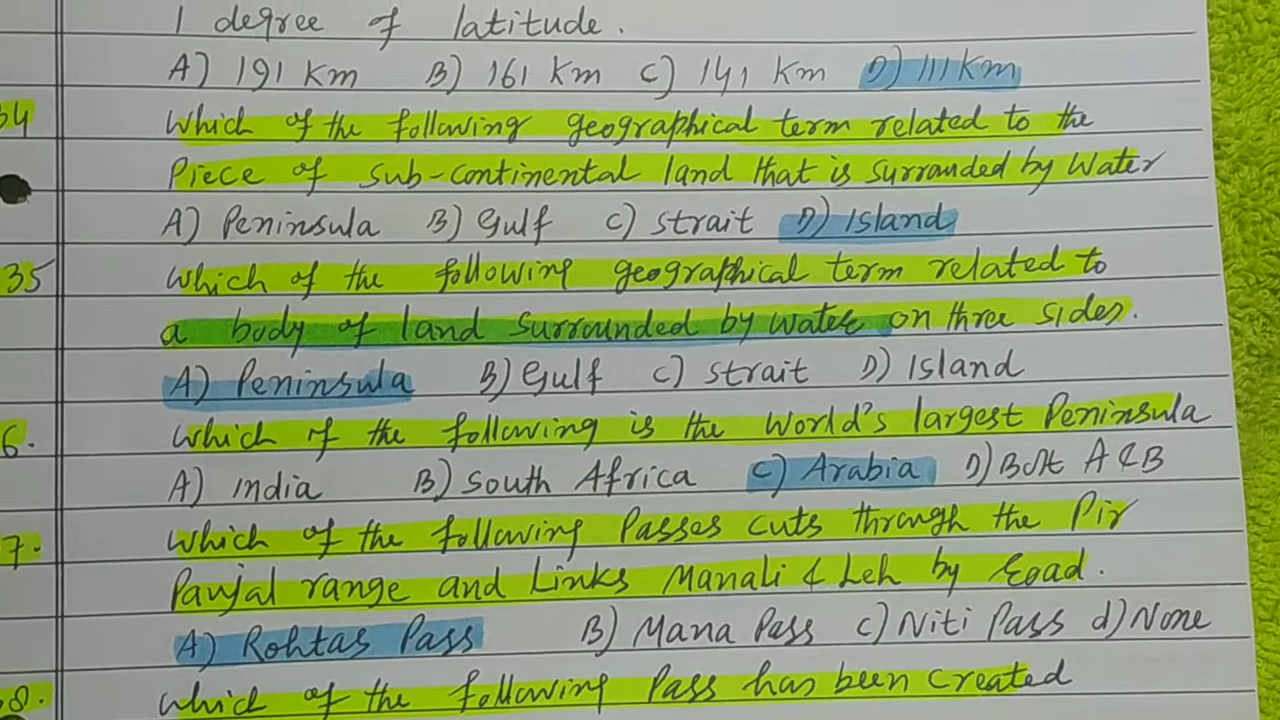 1 degree of latitude.
A) 191 Km B) 161 Km C) 141 Km D) 111 Km
34 Which of the following geographical term related to the
Piece of sub-continental land that is surrounded by Water
A) Peninsula B) Gulf C) strait D) Island
35 Which of the following geographical term related to
a body of land surrounded by water on three sides.
A) Peninsula B) Gulf C) strait D) Island
6. Which of the following is the World's largest Peninsula
A) India B) South Africa C) Arabia D) Both A & B
7. Which of the following Passes cuts through the Pir
Panjal range and Links Manali & Leh by Road.
A) Rohtas Pass B) Mana Pass C) Niti Pass d) None
8. Which of the following Pass has been created